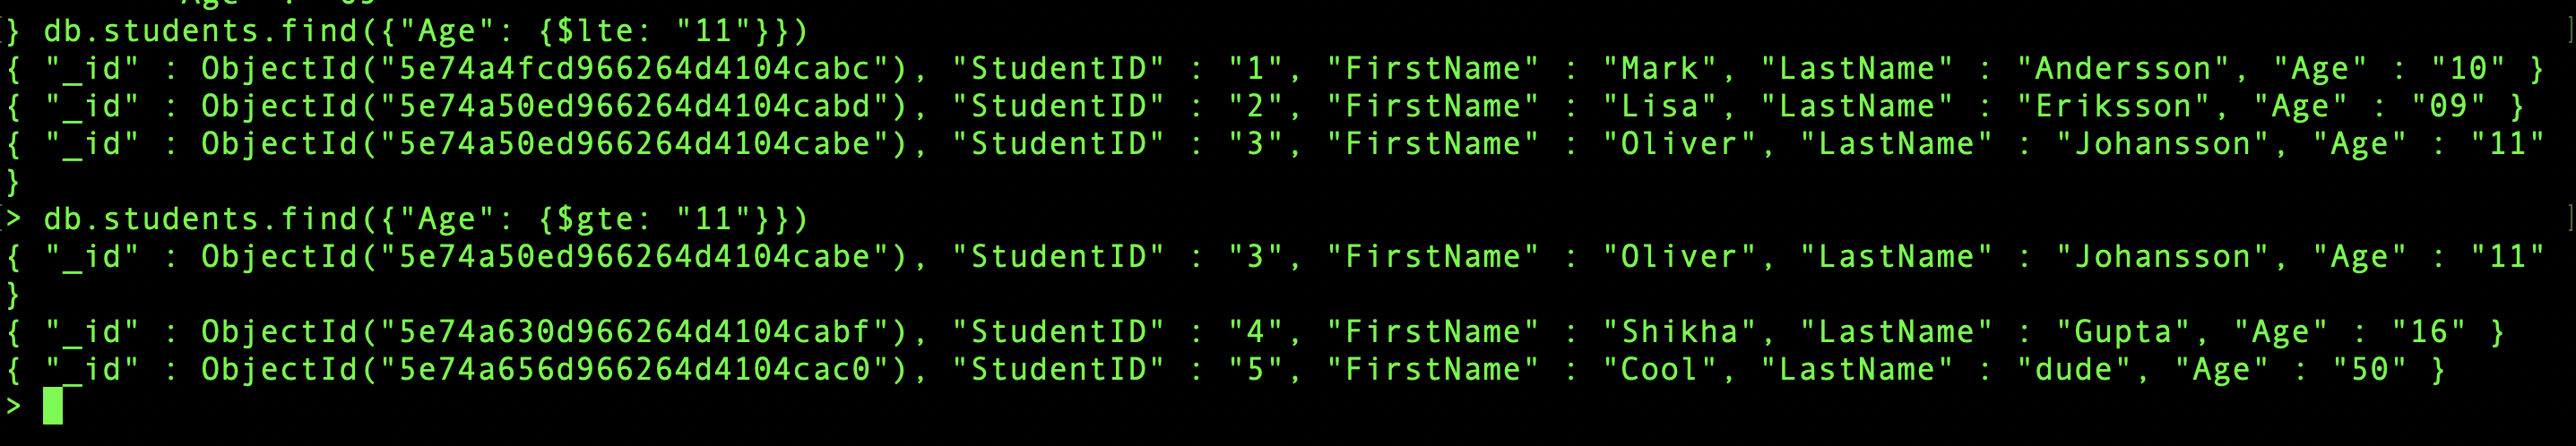 } db.students.find({"Age": {$lte: "11"}})
{ "_id" : ObjectId("5e74a4fcd966264d4104cabc"), "StudentID" : "1", "FirstName" : "Mark", "LastName" : "Andersson", "Age" : "10" }
{ "_id" : ObjectId("5e74a50ed966264d4104cabd"), "StudentID" : "2", "FirstName" : "Lisa", "LastName" : "Eriksson", "Age" : "09" }
{ "_id" : ObjectId("5e74a50ed966264d4104cabe"), "StudentID" : "3", "FirstName" : "Oliver", "LastName" : "Johansson", "Age" : "11"
}
> db.students.find({"Age": {$gte: "11"}})
{ "_id" : ObjectId("5e74a50ed966264d4104cabe"), "StudentID" : "3", "FirstName" : "Oliver", "LastName" : "Johansson", "Age" : "11"
}
{ "_id" : ObjectId("5e74a630d966264d4104cabf"), "StudentID" : "4", "FirstName" : "Shikha", "LastName" : "Gupta", "Age" : "16" }
{ "_id" : ObjectId("5e74a656d966264d4104cac0"), "StudentID" : "5", "FirstName" : "Cool", "LastName" : "dude", "Age" : "50" }
>